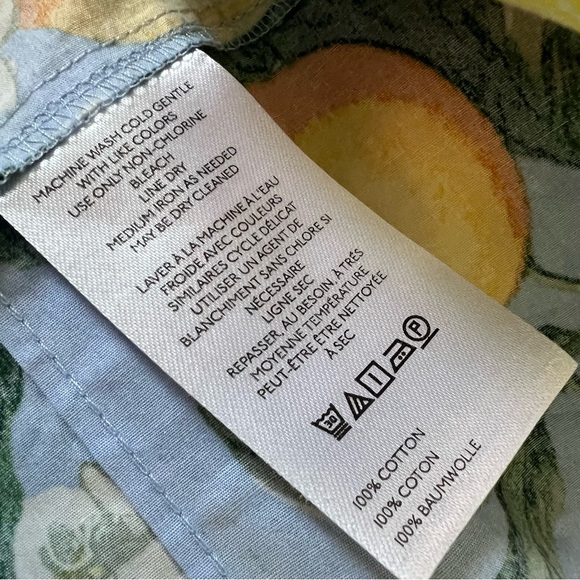 MACHINE WASH COLD GENTLE
WITH LIKE COLORS
USE ONLY NON-CHLORINE
BLEACH
LINE DRY
MEDIUM IRON AS NEEDED
MAY BE DRY CLEANED
LAVER À LA MACHINE À L'EAU
FROIDE AVEC COULEURS
SIMILAIRES CYCLE DÉLICAT
UTILISER UN AGENT DE
BLANCHIMENT SANS CHLORE SI
NÉCESSAIRE
LIGNE SEC
REPASSER, AU BESOIN, À TRÈS
MOYENNE TEMPÉRATURE
PEUT-ÊTRE ÊTRE NETTOYÉE
À SEC
30 P
100% COTTON
100% COTON
100% BAUMWOLLE